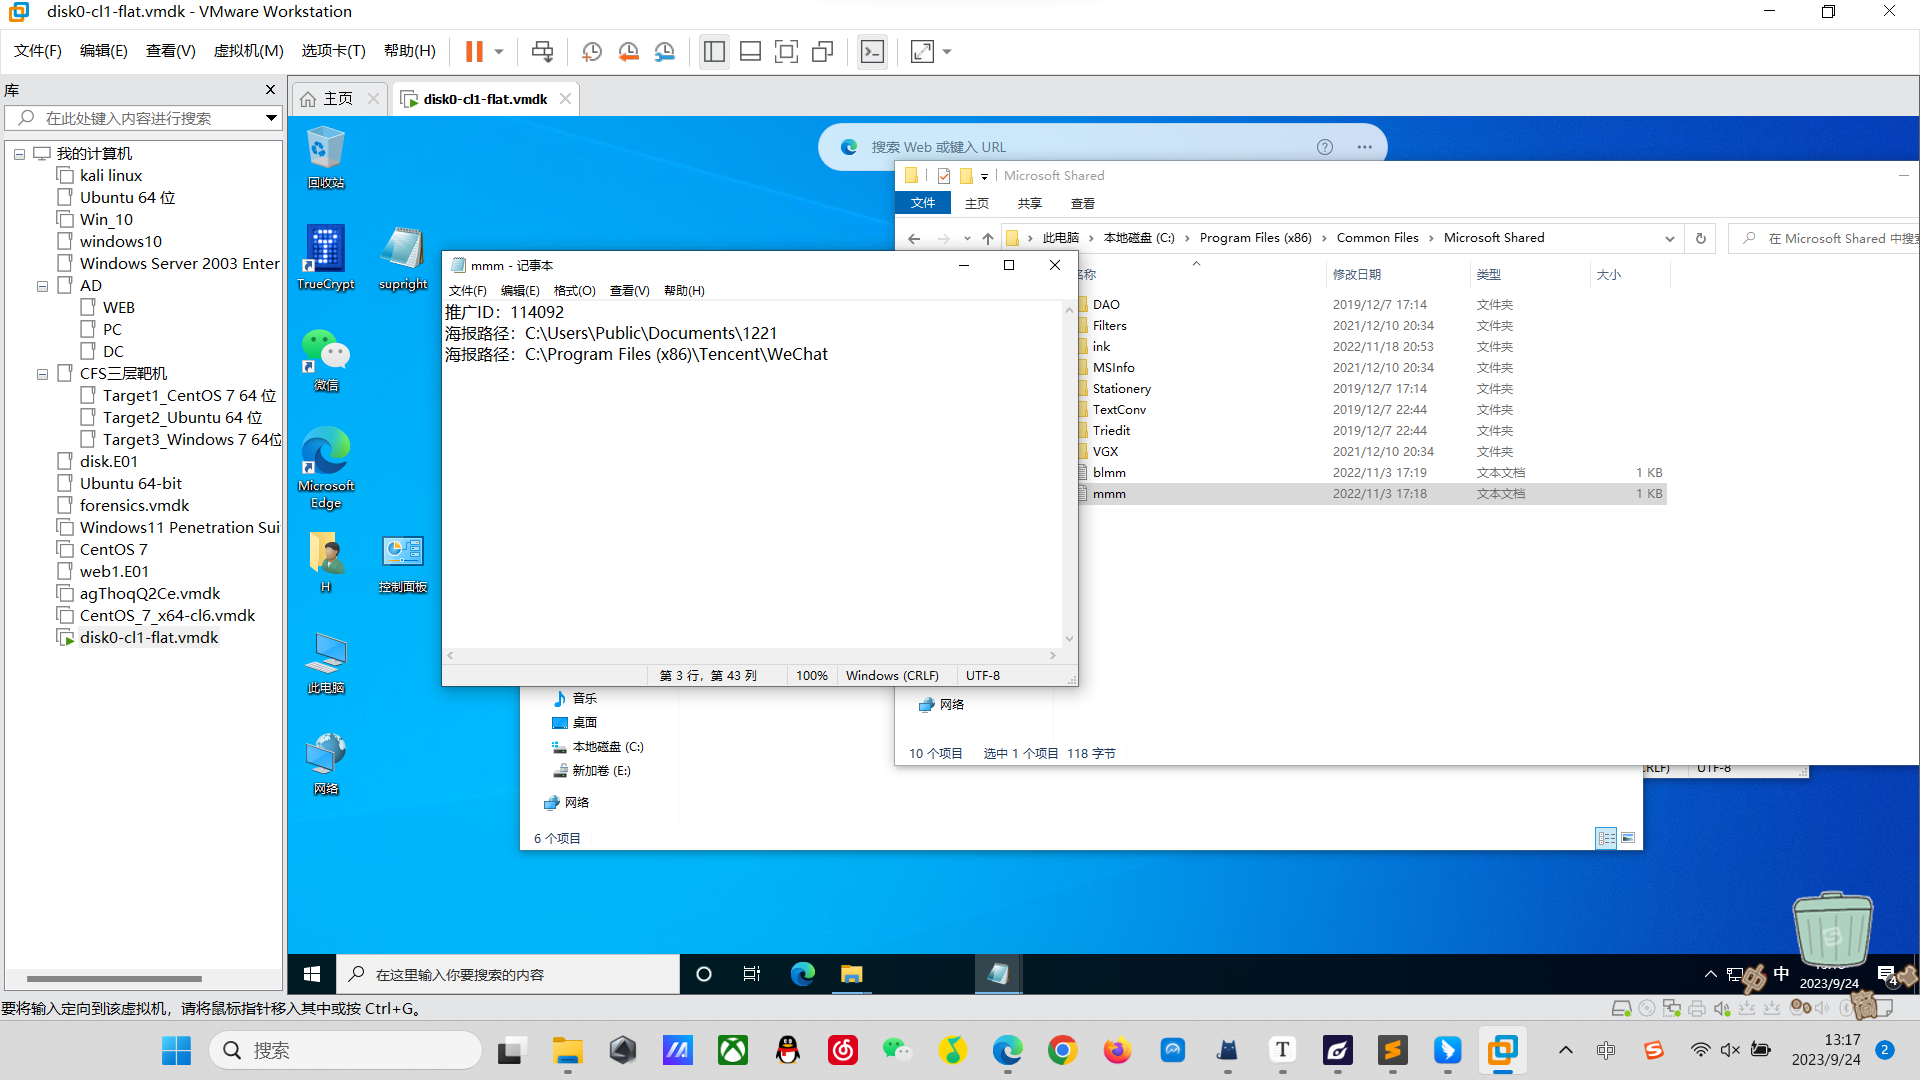 disk0-cl1-flat.vmdk - VMware Workstation
文件(F) 编辑(E) 查看(V) 虚拟机(M) 选项卡(T) 帮助(H)
库
在此处键入内容进行搜索
我的计算机
kali linux
Ubuntu 64 位
Win_10
windows10
Windows Server 2003 Enter
AD
WEB
PC
DC
CFS三层靶机
Target1_CentOS 7 64 位
Target2_Ubuntu 64 位
Target3_Windows 7 64位
disk.E01
Ubuntu 64-bit
forensics.vmdk
Windows11 Penetration Sui
CentOS 7
web1.E01
agThoqQ2Ce.vmdk
CentOS_7_x64-cl6.vmdk
disk0-cl1-flat.vmdk
主页 disk0-cl1-flat.vmdk
回收站
TrueCrypt
supright
微信
Microsoft Edge
H
控制面板
此电脑
网络
搜索 Web 或键入 URL
Microsoft Shared
文件 主页 共享 查看
此电脑 本地磁盘 (C:) Program Files (x86) Common Files Microsoft Shared
在 Microsoft Shared 中搜索
名称 修改日期 类型 大小
DAO 2019/12/7 17:14 文件夹
Filters 2021/12/10 20:34 文件夹
ink 2022/11/18 20:53 文件夹
MSInfo 2021/12/10 20:34 文件夹
Stationery 2019/12/7 17:14 文件夹
TextConv 2019/12/7 22:44 文件夹
Triedit 2019/12/7 22:44 文件夹
VGX 2021/12/10 20:34 文件夹
blmm 2022/11/3 17:19 文本文档 1 KB
mmm 2022/11/3 17:18 文本文档 1 KB
网络
10 个项目 选中 1 个项目 118 字节
mmm - 记事本
文件(F) 编辑(E) 格式(O) 查看(V) 帮助(H)
推广ID：114092
海报路径：C:\Users\Public\Documents\1221
海报路径：C:\Program Files (x86)\Tencent\WeChat
第 3 行，第 43 列 100% Windows (CRLF) UTF-8
音乐
桌面
本地磁盘 (C:)
新加卷 (E:)
网络
6 个项目
CRLF) UTF-8
在这里输入你要搜索的内容
中
2023/9/24
4
要将输入定向到该虚拟机，请将鼠标指针移入其中或按 Ctrl+G。
搜索
中
13:17
2023/9/24
2